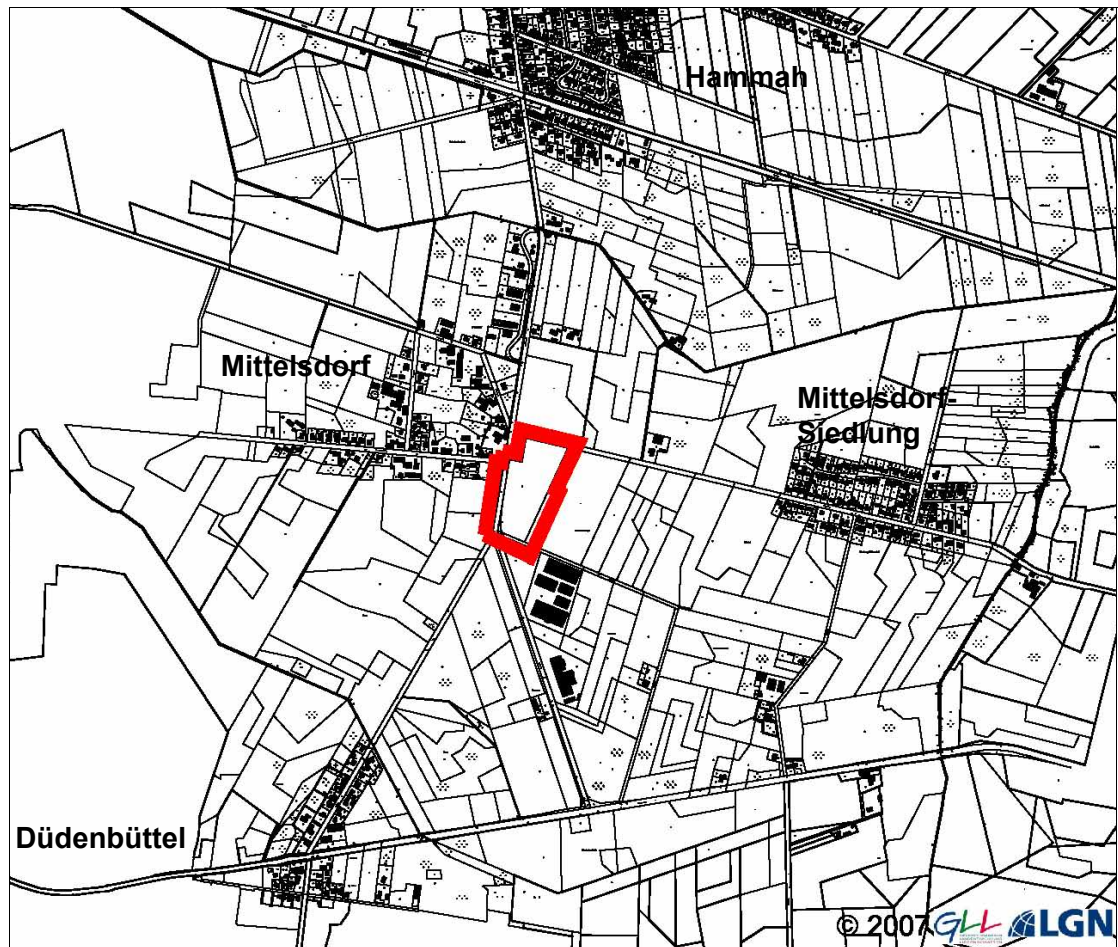 Hammah
Mittelsdorf
Mittelsdorf-
Siedlung
Düdenbüttel
© 2007 GLL LGN